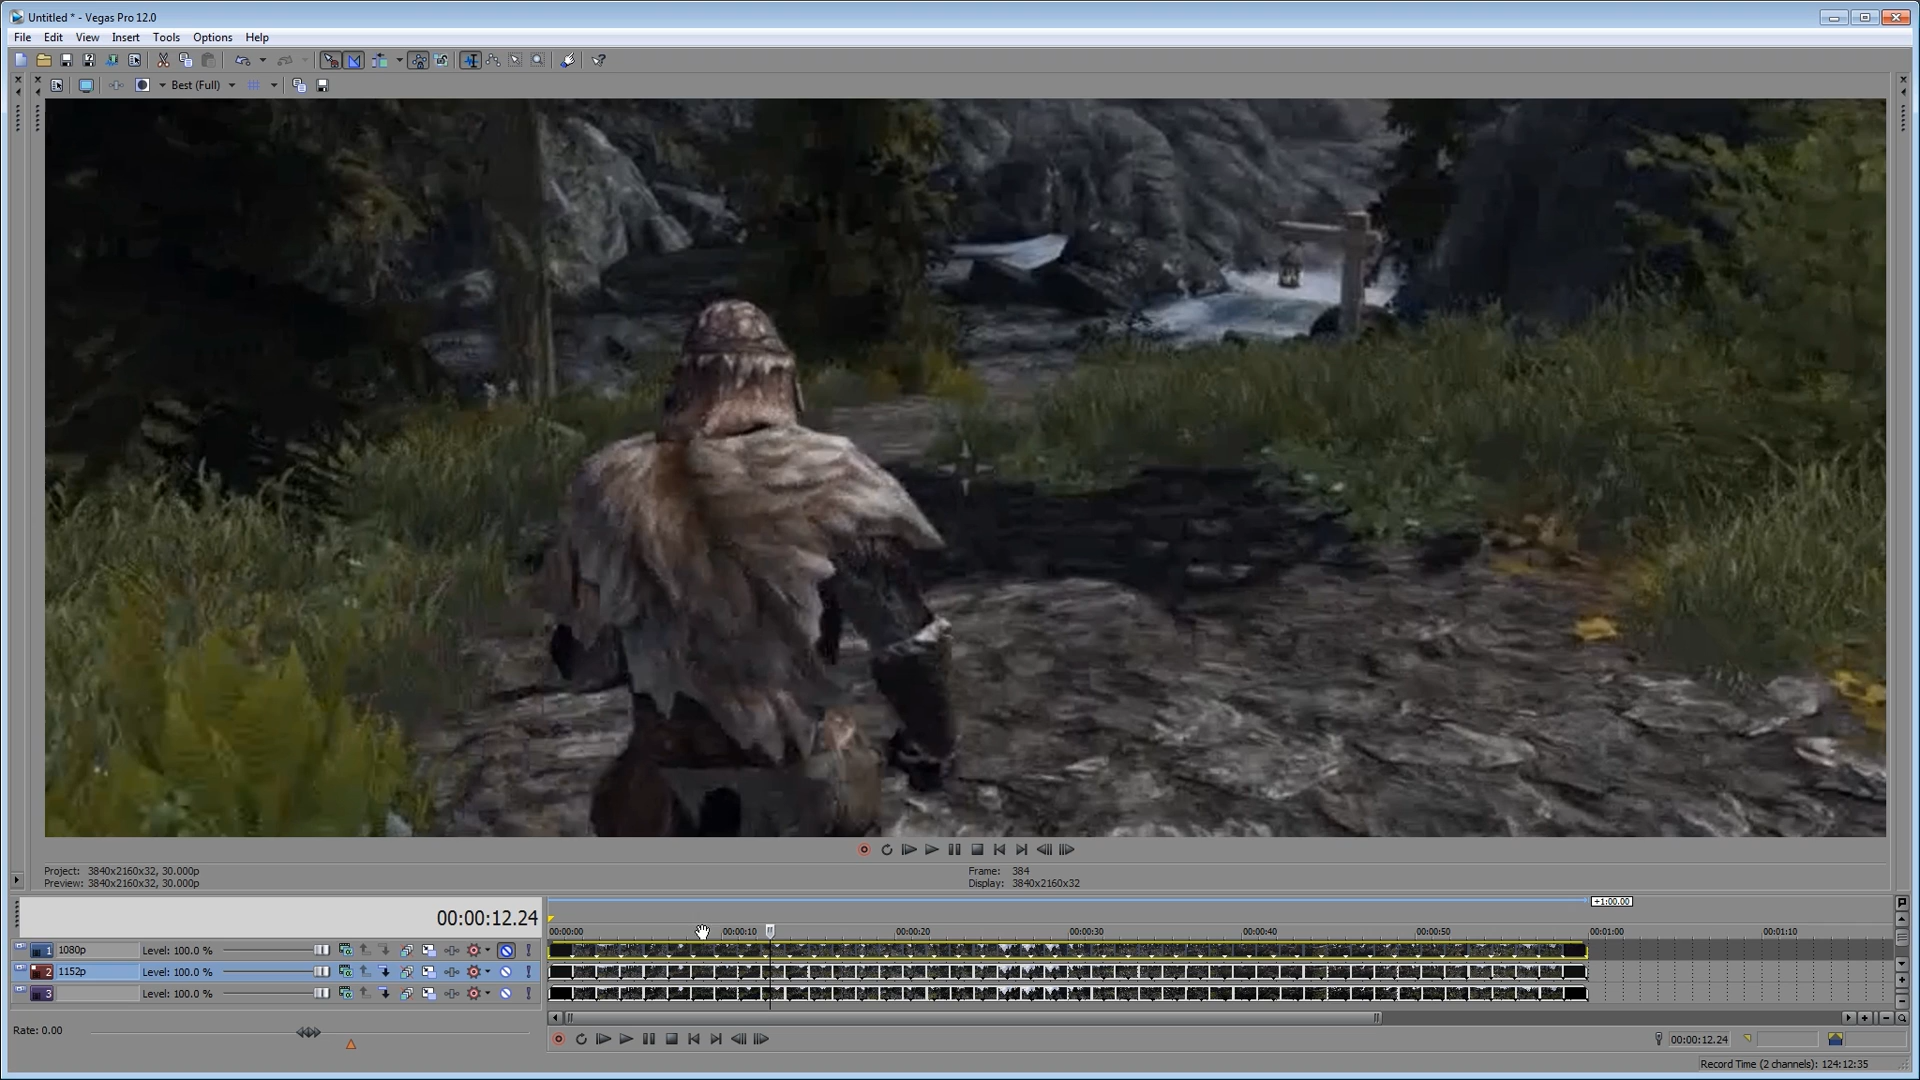 Untitled * - Vegas Pro 12.0
File Edit View Insert Tools Options Help
Best (Full)
Project: 3840x2160x32, 30.000p
Frame: 384
Preview: 3840x2160x32, 30.000p
Display: 3840x2160x32
+1:00.00
00:00:12.24
00:00:00 00:00:10 00:00:20 00:00:30 00:00:40 00:00:50 00:01:00 00:01:10
1 1080p Level: 100.0 %
2 1152p Level: 100.0 %
3 Level: 100.0 %
Rate: 0.00
00:00:12.24
Record Time (2 channels): 124:12:35